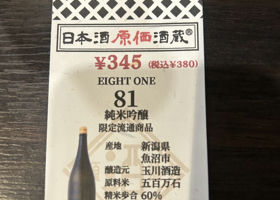 日本酒原価酒蔵®
¥345 (税込¥380)
EIGHT ONE
81
純米吟醸
限定流通商品
産地 新潟県
魚沼市
醸造元 玉川酒造
原料米 五百万石
精米歩合 60%